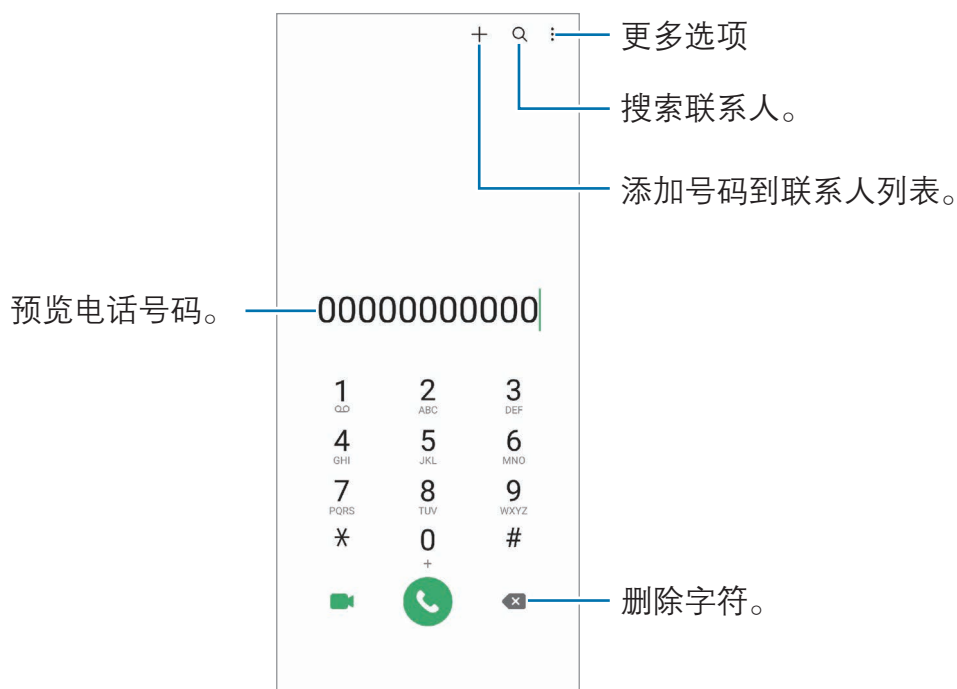 更多选项
搜索联系人。
添加号码到联系人列表。
预览电话号码。
00000000000
1 2 3
ABC DEF
4 5 6
GHI JKL MNO
7 8 9
PQRS TUV WXYZ
* 0 #
+
删除字符。